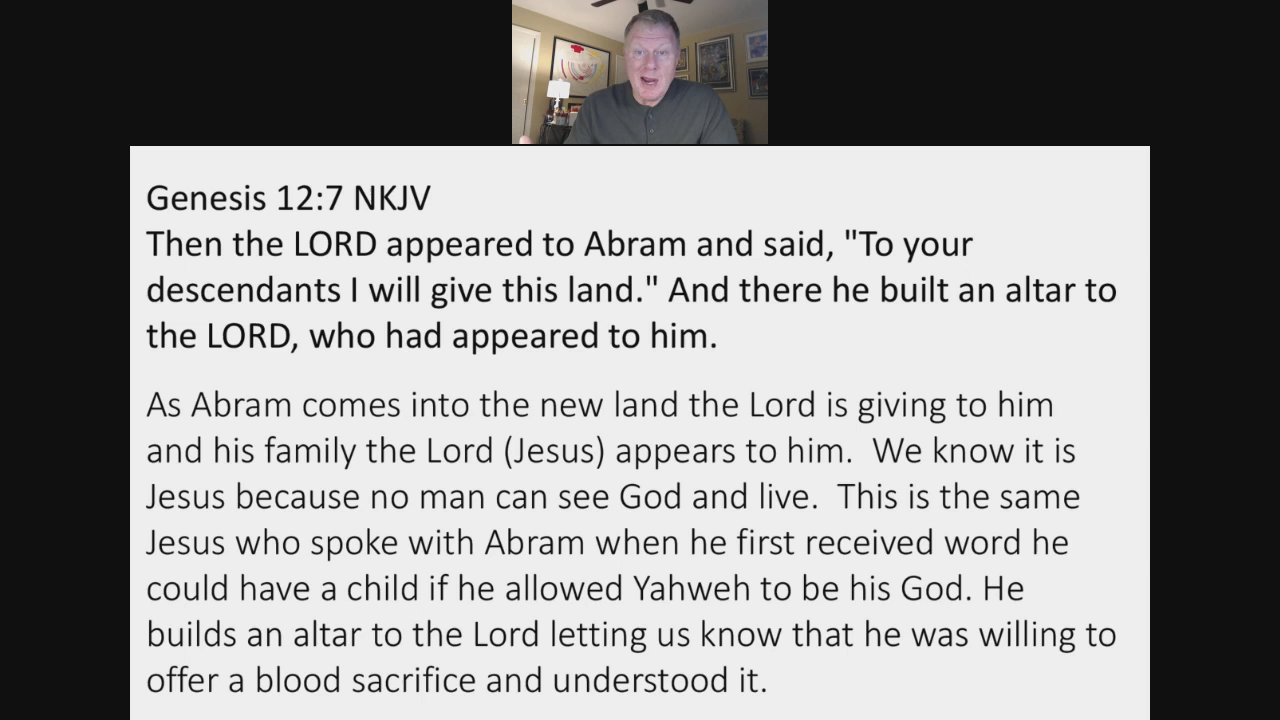 Genesis 12:7 NKJV
Then the LORD appeared to Abram and said, "To your
descendants I will give this land." And there he built an altar to
the LORD, who had appeared to him.
As Abram comes into the new land the Lord is giving to him
and his family the Lord (Jesus) appears to him.  We know it is
Jesus because no man can see God and live.  This is the same
Jesus who spoke with Abram when he first received word he
could have a child if he allowed Yahweh to be his God. He
builds an altar to the Lord letting us know that he was willing to
offer a blood sacrifice and understood it.